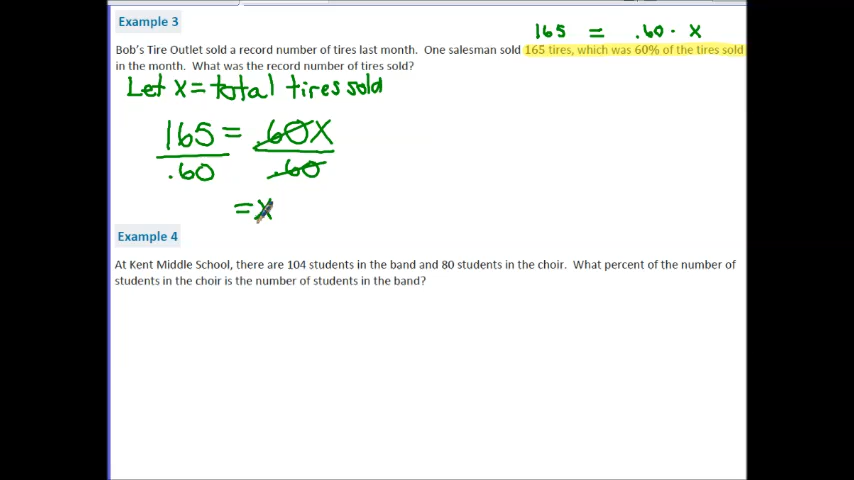 Example 3
165 = .60 · x
Bob's Tire Outlet sold a record number of tires last month. One salesman sold 165 tires, which was 60% of the tires sold
in the month. What was the record number of tires sold?
Let x = total tires sold
165 = .60x
.60 .60
= x
Example 4
At Kent Middle School, there are 104 students in the band and 80 students in the choir. What percent of the number of
students in the choir is the number of students in the band?